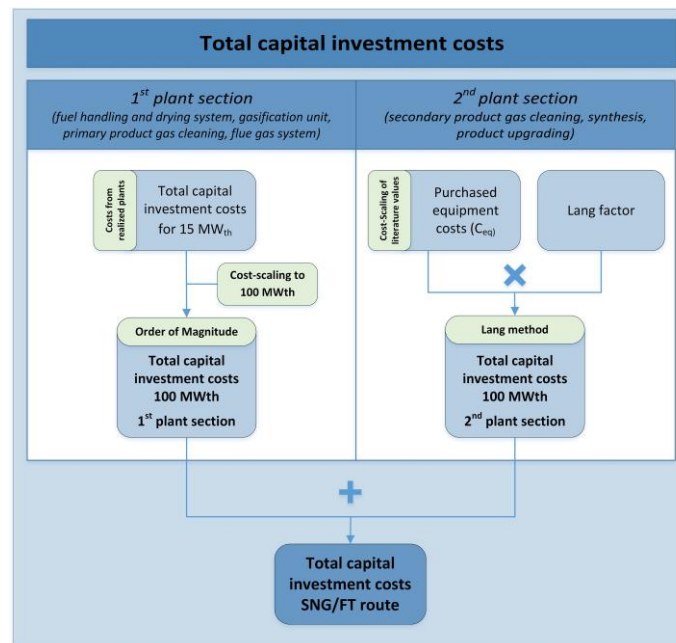 Total capital investment costs
1st plant section
(fuel handling and drying system, gasification unit,
primary product gas cleaning, flue gas system)
2nd plant section
(secondary product gas cleaning, synthesis,
product upgrading)
Costs from
realized plants
Total capital
investment costs
for 15 MWth
Cost-scaling to
100 MWth
Order of Magnitude
Total capital
investment costs
100 MWth
1st plant section
Cost-Scaling of
literature values
Purchased
equipment
costs (Ceq)
Lang factor
Lang method
Total capital
investment costs
100 MWth
2nd plant section
Total capital
investment costs
SNG/FT route